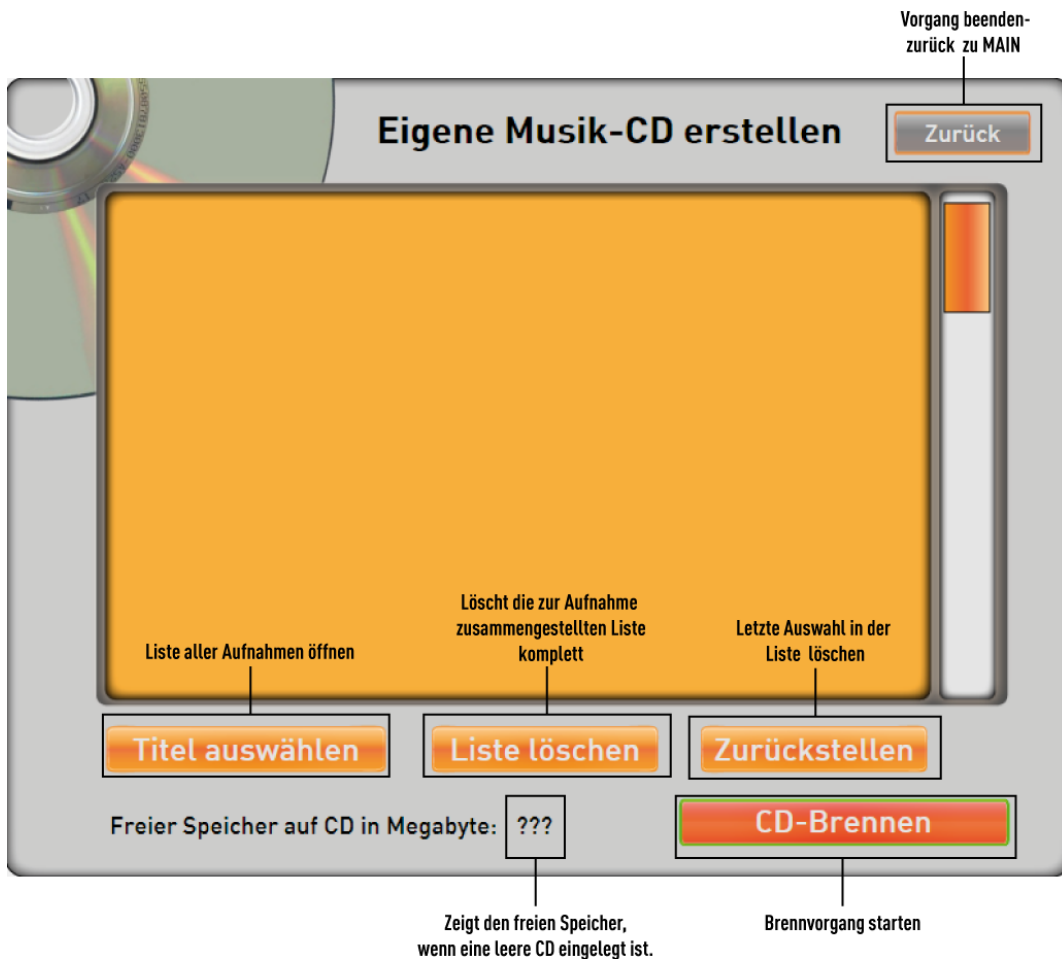 Vorgang beenden-
zurück zu MAIN
Eigene Musik-CD erstellen
Zurück
Löscht die zur Aufnahme
zusammengestellten Liste
komplett
Liste aller Aufnahmen öffnen
Letzte Auswahl in der
Liste löschen
Titel auswählen
Liste löschen
Zurückstellen
Freier Speicher auf CD in Megabyte: ???
CD-Brennen
Zeigt den freien Speicher,
wenn eine leere CD eingelegt ist.
Brennvorgang starten